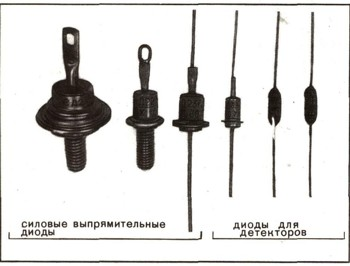 силовые выпрямительные
диоды
диоды для
детекторов